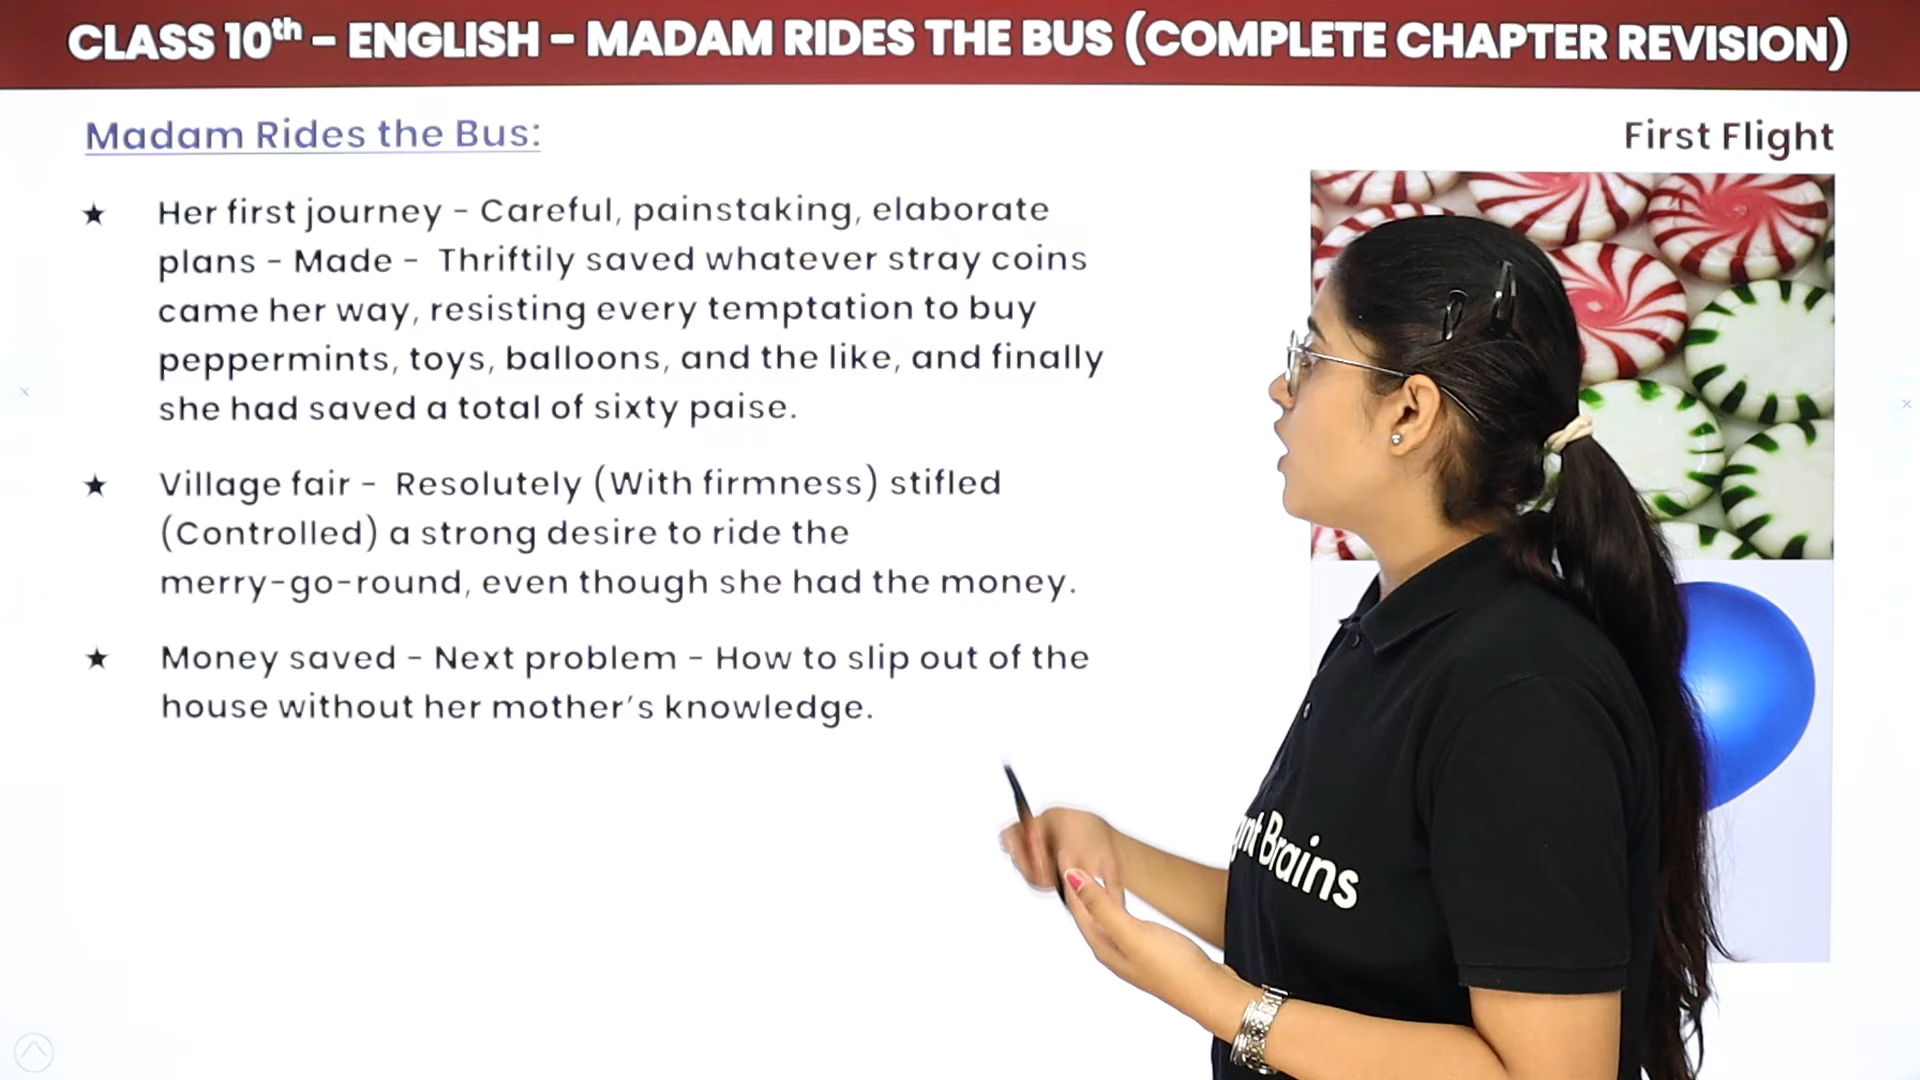 CLASS 10th – ENGLISH – MADAM RIDES THE BUS (COMPLETE CHAPTER REVISION)
Madam Rides the Bus:
First Flight
★ Her first journey – Careful, painstaking, elaborate
plans – Made – Thriftily saved whatever stray coins
came her way, resisting every temptation to buy
peppermints, toys, balloons, and the like, and finally
she had saved a total of sixty paise.
★ Village fair – Resolutely (With firmness) stifled
(Controlled) a strong desire to ride the
merry-go-round, even though she had the money.
★ Money saved – Next problem – How to slip out of the
house without her mother's knowledge.
Brains